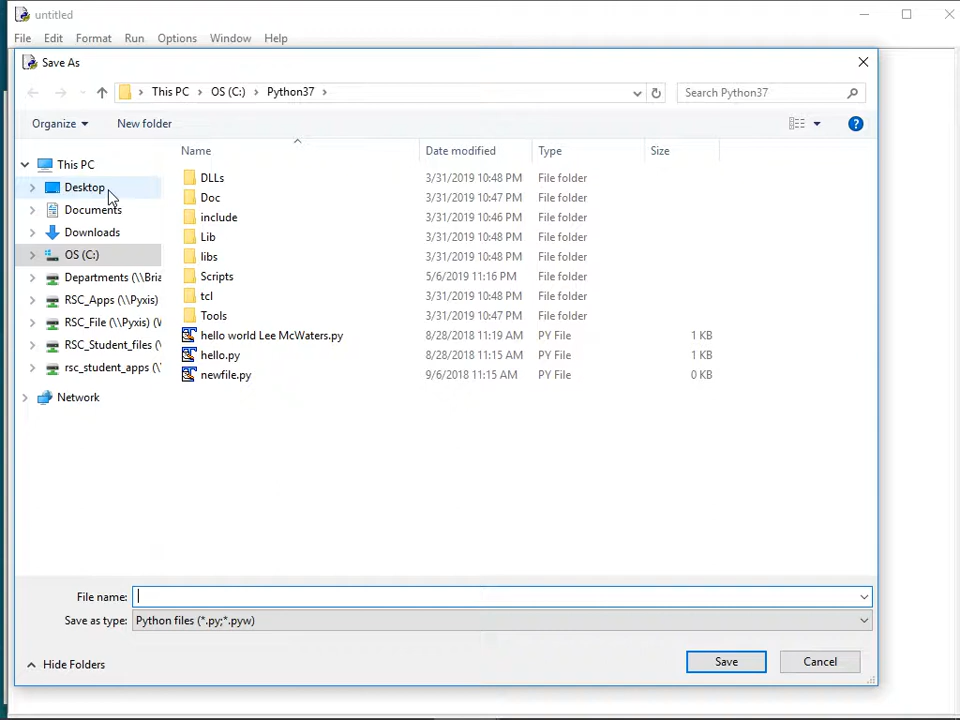 untitled
File Edit Format Run Options Window Help
Save As
This PC > OS (C:) > Python37 >
Search Python37
Organize
New folder
Name Date modified Type Size
This PC
Desktop
Documents
Downloads
OS (C:)
Departments (\\Bria
RSC_Apps (\\Pyxis)
RSC_File (\\Pyxis) (W
RSC_Student_files (\
rsc_student_apps (\
Network
DLLs 3/31/2019 10:48 PM File folder
Doc 3/31/2019 10:47 PM File folder
include 3/31/2019 10:46 PM File folder
Lib 3/31/2019 10:48 PM File folder
libs 3/31/2019 10:48 PM File folder
Scripts 5/6/2019 11:16 PM File folder
tcl 3/31/2019 10:48 PM File folder
Tools 3/31/2019 10:47 PM File folder
hello world Lee McWaters.py 8/28/2018 11:19 AM PY File 1 KB
hello.py 8/28/2018 11:15 AM PY File 1 KB
newfile.py 9/6/2018 11:15 AM PY File 0 KB
File name:
Save as type: Python files (*.py;*.pyw)
Hide Folders
Save
Cancel